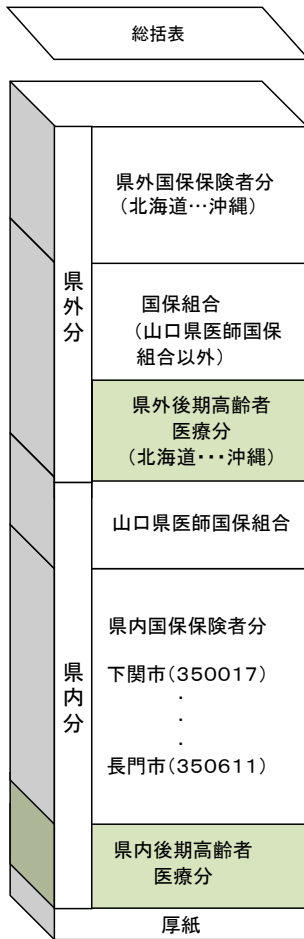 総括表
県外分
県外国保保険者分
(北海道…沖縄)
国保組合
(山口県医師国保
組合以外)
県外後期高齢者
医療分
(北海道･･･沖縄)
県内分
山口県医師国保組合
県内国保保険者分
下関市(350017)
.
.
.
長門市(350611)
県内後期高齢者
医療分
厚紙